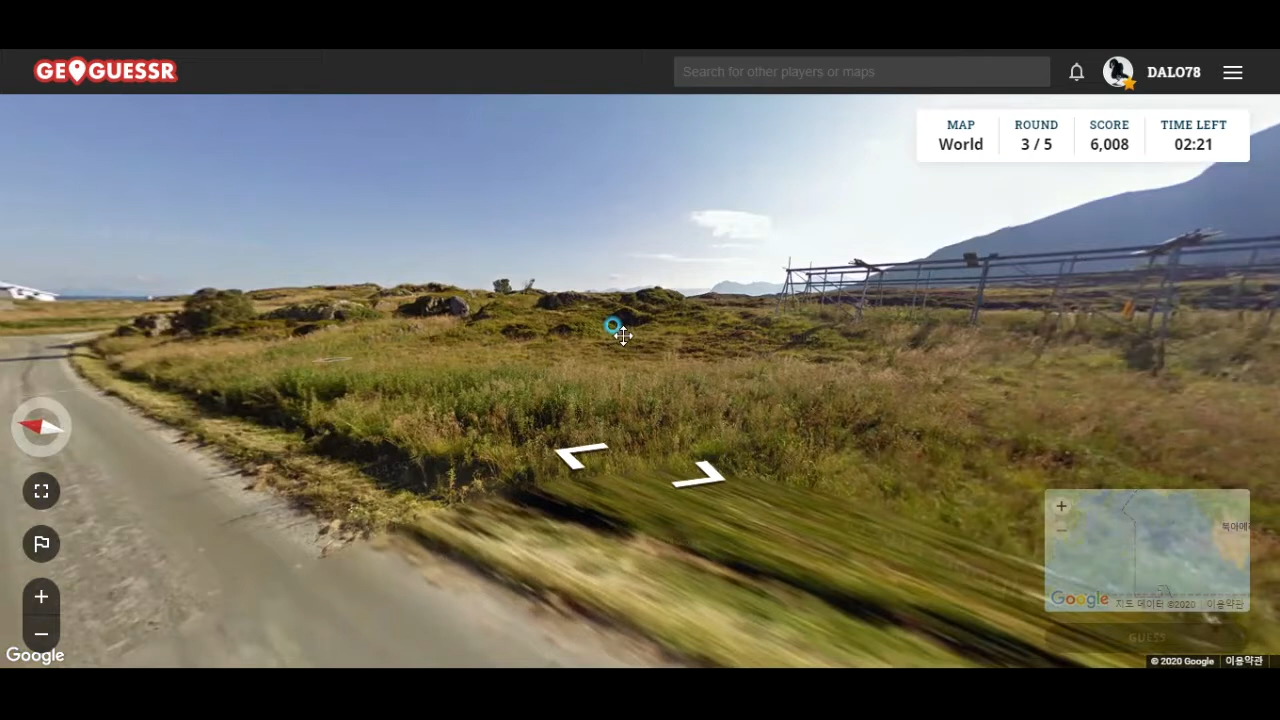 GEOGUESSR
Search for other players or maps
DALO78
MAP ROUND SCORE TIME LEFT
World 3 / 5 6,008 02:21
Google 지도 데이터 ©2020 이용약관
GUESS
Google
© 2020 Google 이용약관